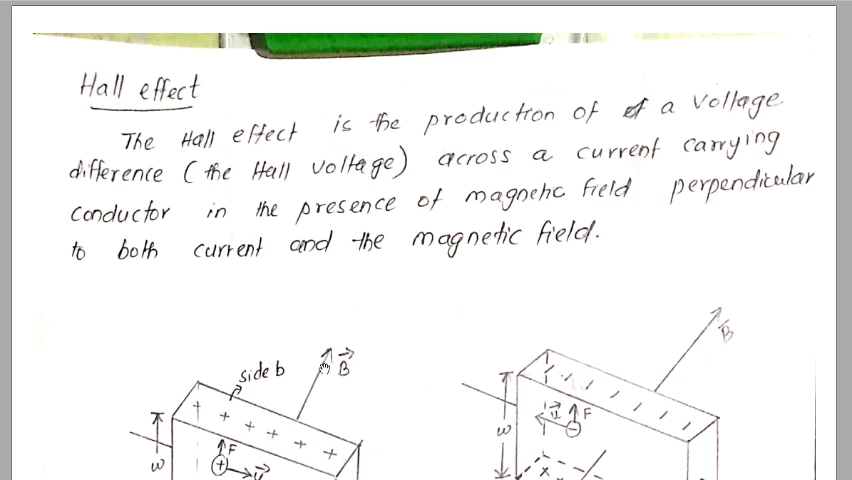 Hall effect
The Hall effect is the production of of a voltage
difference (the Hall voltage) across a current carrying
conductor in the presence of magnetic field perpendicular
to both current and the magnetic field.
B
side b
B
+ + + + + +
F
w
+
v
F
w
v
−
x x